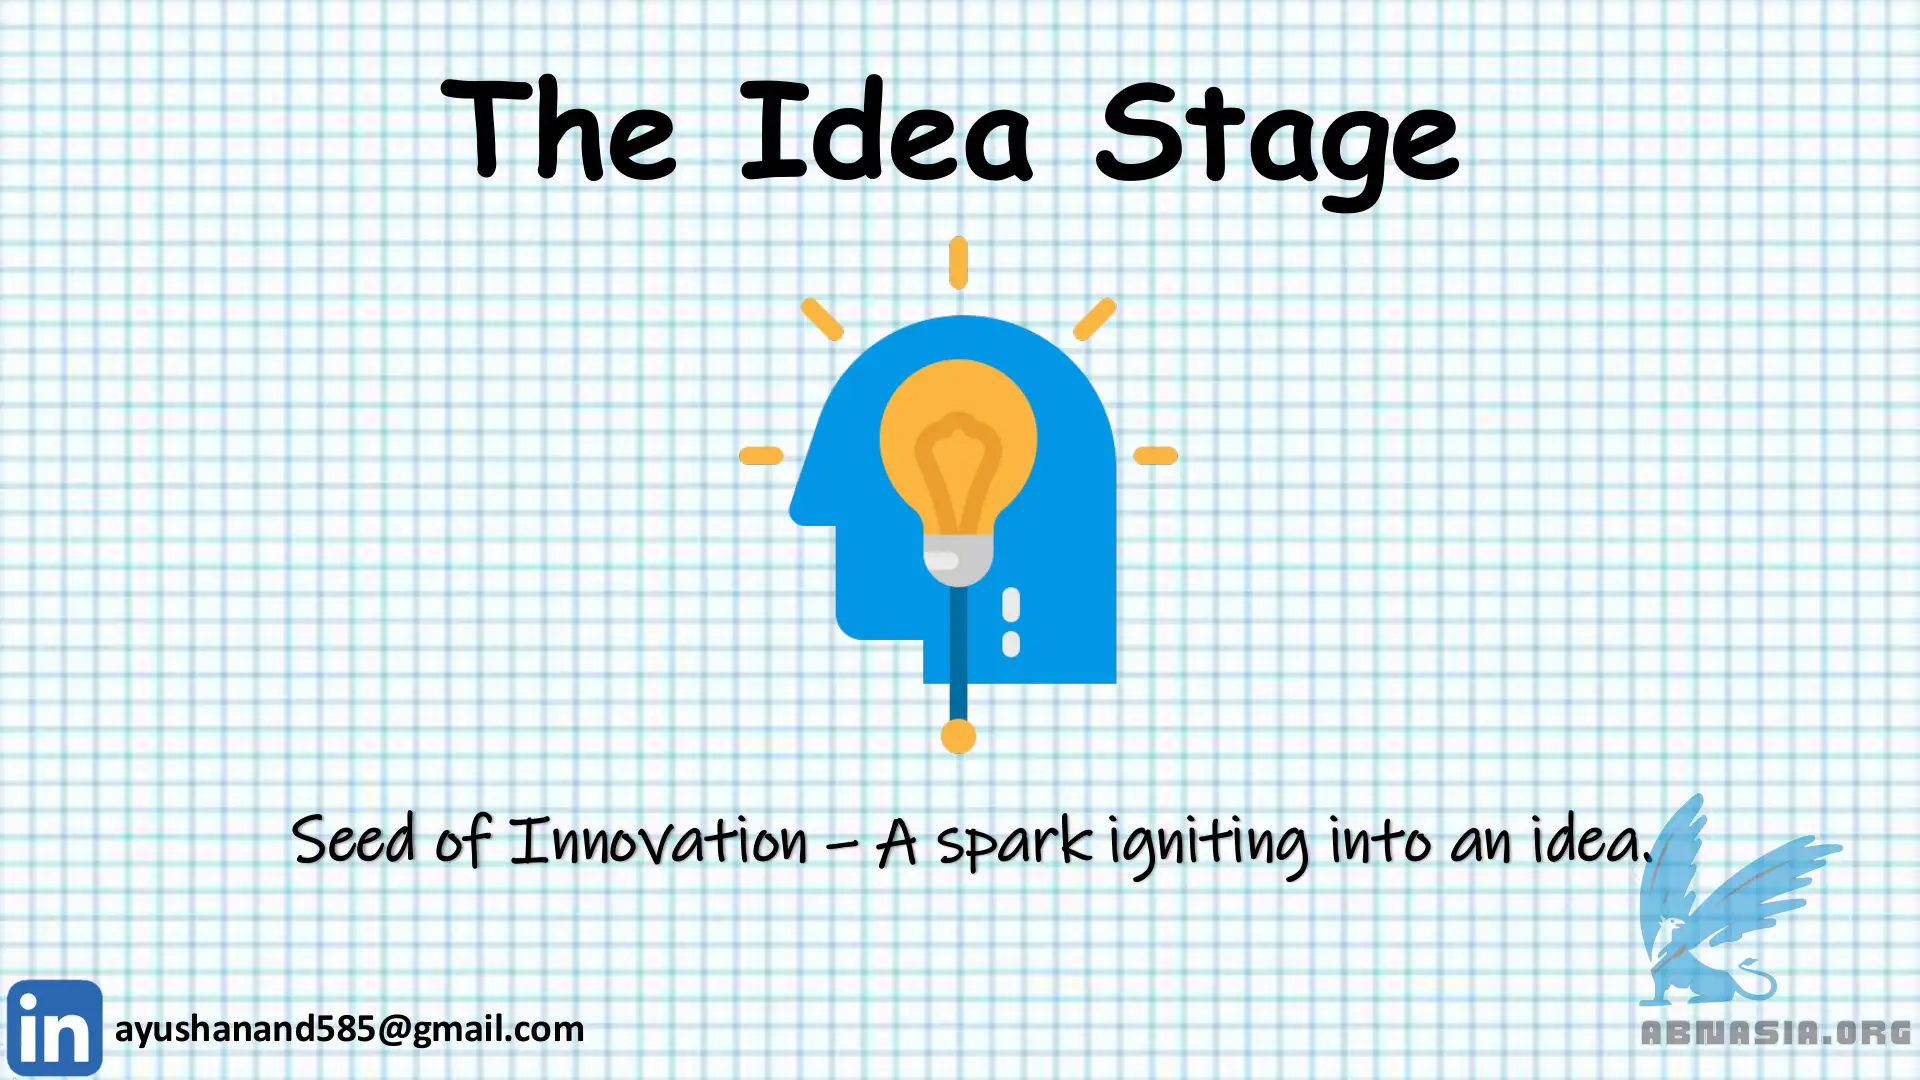 The Idea Stage
Seed of Innovation – A spark igniting into an idea.
in ayushanand585@gmail.com
ABNASIA.ORG